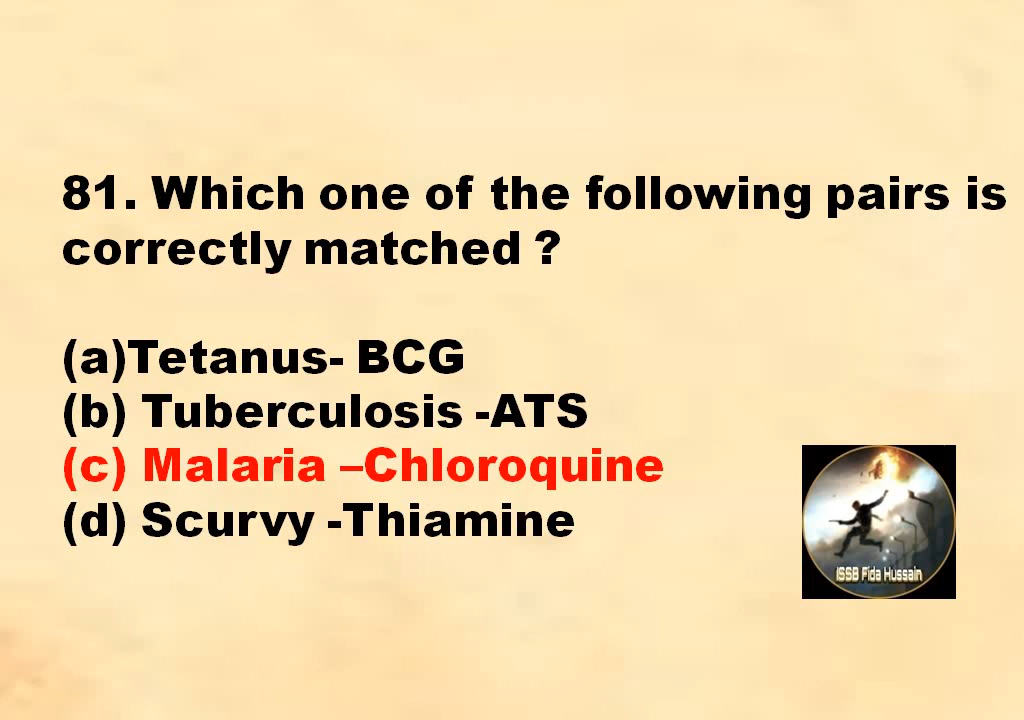 81. Which one of the following pairs is
correctly matched ?
(a)Tetanus- BCG
(b) Tuberculosis -ATS
(c) Malaria –Chloroquine
(d) Scurvy -Thiamine
ISSB Fida Hussain